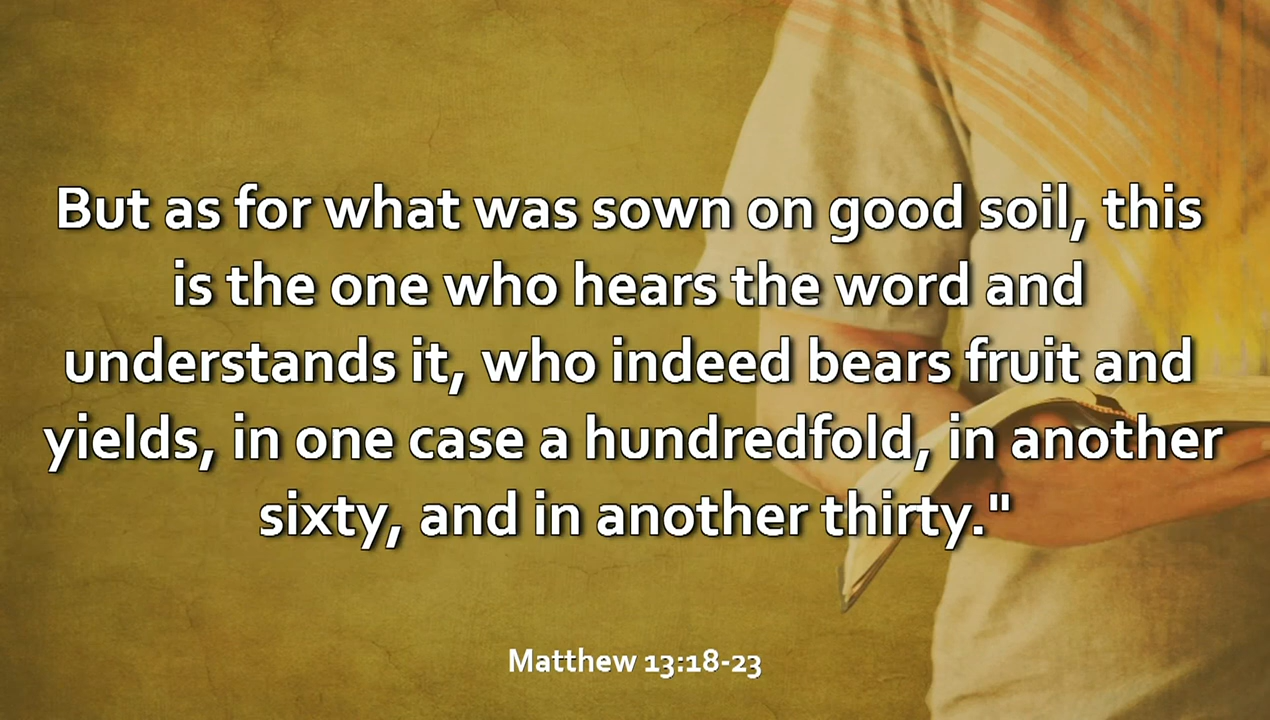 But as for what was sown on good soil, this
is the one who hears the word and
understands it, who indeed bears fruit and
yields, in one case a hundredfold, in another
sixty, and in another thirty."
Matthew 13:18-23